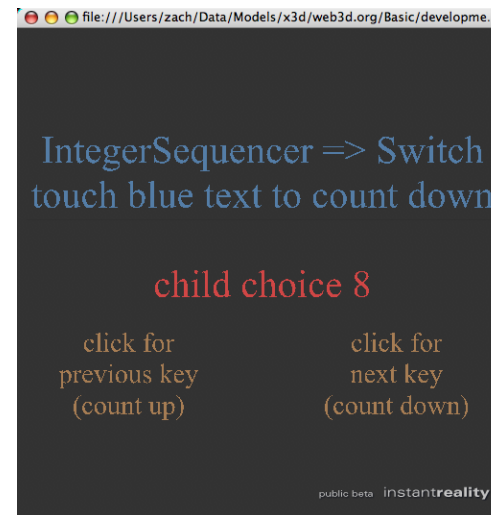 file:///Users/zach/Data/Models/x3d/web3d.org/Basic/developme.
IntegerSequencer => Switch
touch blue text to count down
child choice 8
click for
previous key
(count up)
click for
next key
(count down)
public beta instantreality